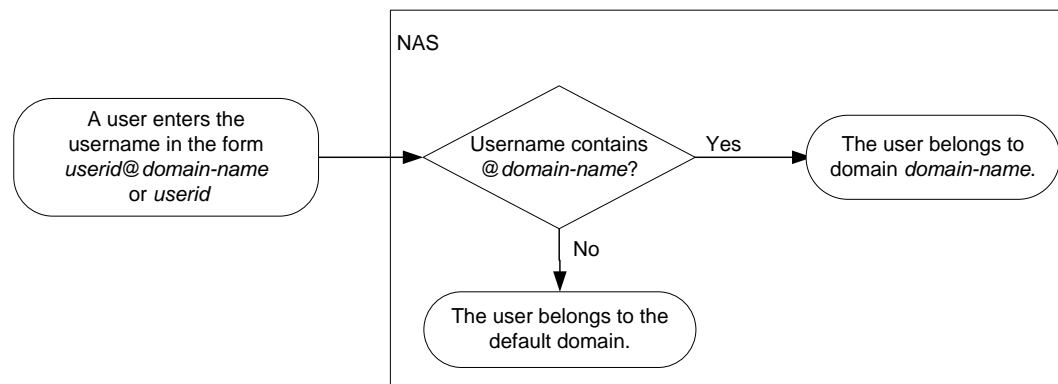 NAS
A user enters the
username in the form
userid@domain-name
or userid
Username contains
@domain-name?
Yes
The user belongs to
domain domain-name.
No
The user belongs to the
default domain.